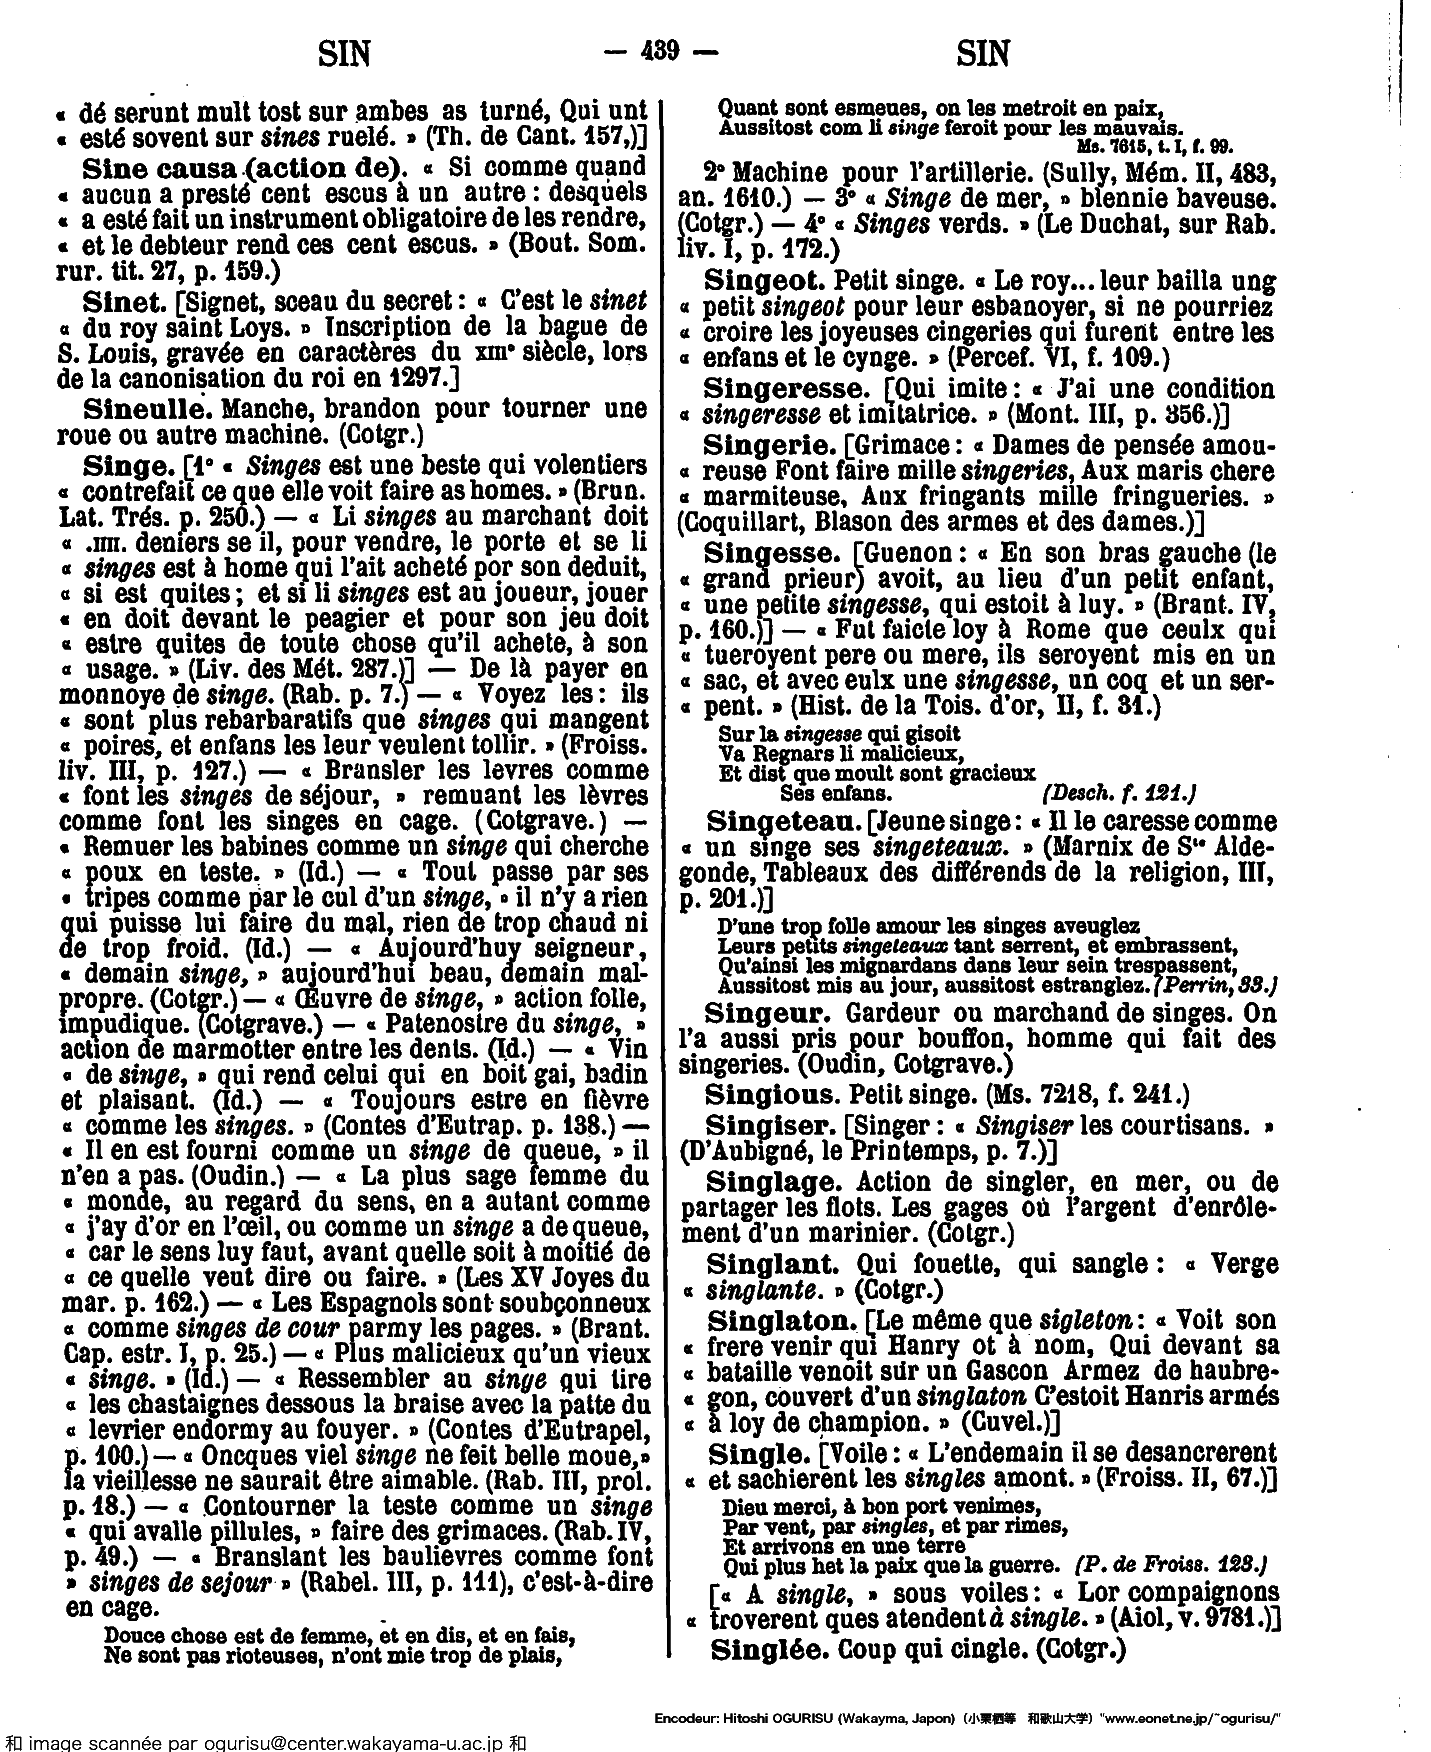 SIN — 439 — SIN
« dé serunt mult tost sur ambes as turné, Qui unt
« esté sovent sur sines ruelé. » (Th. de Cant. 157,)]
Sine causa (action de). « Si comme quand
« aucun a presté cent escus à un autre : desquels
« a esté fait un instrument obligatoire de les rendre,
« et le debteur rend ces cent escus. » (Bout. Som.
rur. tit. 27, p. 159.)
Sinet. [Signet, sceau du secret : « C'est le sinet
« du roy saint Loys. » Inscription de la bague de
S. Louis, gravée en caractères du XIIIe siècle, lors
de la canonisation du roi en 1297.]
Sineulle. Manche, brandon pour tourner une
roue ou autre machine. (Cotgr.)
Singe. [1° « Singes est une beste qui volentiers
« contrefait ce que elle voit faire as homes. » (Brun.
Lat. Trés. p. 250.) — « Li singes au marchant doit
« .IIII. deniers se il, pour vendre, le porte et se li
« singes est à home qui l'ait acheté por son deduit,
« si est quites ; et si li singes est au joueur, jouer
« en doit devant le peagier et pour son jeu doit
« estre quites de toute chose qu'il achete, à son
« usage. » (Liv. des Mét. 287.)] — De là payer en
monnoye de singe. (Rab. p. 7.) — « Voyez les : ils
« sont plus rebarbaratifs que singes qui mangent
« poires, et enfans les leur veulent tollir. » (Froiss.
liv. III, p. 127.) — « Bransler les levres comme
« font les singes de séjour, » remuant les lèvres
comme font les singes en cage. (Cotgrave.) —
« Remuer les babines comme un singe qui cherche
« poux en teste. » (Id.) — « Tout passe par ses
« tripes comme par le cul d'un singe, » il n'y a rien
qui puisse lui faire du mal, rien de trop chaud ni
de trop froid. (Id.) — « Aujourd'huy seigneur,
« demain singe, » aujourd'hui beau, demain mal-
propre. (Cotgr.) — « Œuvre de singe, » action folle,
impudique. (Cotgrave.) — « Patenostre du singe, »
action de marmotter entre les dents. (Id.) — « Vin
« de singe, » qui rend celui qui en boit gai, badin
et plaisant. (Id.) — « Toujours estre en fièvre
« comme les singes. » (Contes d'Eutrap. p. 138.) —
« Il en est fourni comme un singe de queue, » il
n'en a pas. (Oudin.) — « La plus sage femme du
« monde, au regard du sens, en a autant comme
« j'ay d'or en l'œil, ou comme un singe a de queue,
« car le sens luy faut, avant quelle soit à moitié de
« ce quelle veut dire ou faire. » (Les XV Joyes du
mar. p. 162.) — « Les Espagnols sont soubçonneux
« comme singes de cour parmy les pages. » (Brant.
Cap. estr. I, p. 25.) — « Plus malicieux qu'un vieux
« singe. » (Id.) — « Ressembler au singe qui tire
« les chastaignes dessous la braise avec la patte du
« levrier endormy au fouyer. » (Contes d'Eutrapel,
p. 100.) — « Oncques viel singe ne feit belle moue,»
la vieillesse ne saurait être aimable. (Rab. III, prol.
p. 18.) — « Contourner la teste comme un singe
« qui avalle pillules, » faire des grimaces. (Rab. IV,
p. 49.) — « Branslant les baulievres comme font
» singes de sejour » (Rabel. III, p. 111), c'est-à-dire
en cage.
Douce chose est de femme, et en dis, et en fais,
Ne sont pas rioteuses, n'ont mie trop de plais,
Quant sont esmeues, on les metroit en paix,
Aussitost com li singe feroit pour les mauvais.
Ms. 7615, t. I, f. 99.
2° Machine pour l'artillerie. (Sully, Mém. II, 483,
an. 1610.) — 3° « Singe de mer, » blennie baveuse.
(Cotgr.) — 4° « Singes verds. » (Le Duchat, sur Rab.
liv. I, p. 172.)
Singeot. Petit singe. « Le roy... leur bailla ung
« petit singeot pour leur esbanoyer, si ne pourriez
« croire les joyeuses cingeries qui furent entre les
« enfans et le cynge. » (Percef. VI, f. 109.)
Singeresse. [Qui imite : « J'ai une condition
« singeresse et imitatrice. » (Mont. III, p. 356.)]
Singerie. [Grimace : « Dames de pensée amou-
« reuse Font faire mille singeries, Aux maris chere
« marmiteuse, Aux fringants mille fringueries. »
(Coquillart, Blason des armes et des dames.)]
Singesse. [Guenon : « En son bras gauche (le
« grand prieur) avoit, au lieu d'un petit enfant,
« une petite singesse, qui estoit à luy. » (Brant. IV,
p. 160.)] — « Fut faicte loy à Rome que ceulx qui
« tueroyent pere ou mere, ils seroyent mis en un
« sac, et avec eulx une singesse, un coq et un ser-
« pent. » (Hist. de la Tois. d'or, II, f. 31.)
Sur la singesse qui gisoit
Va Regnars li malicieux,
Et dist que moult sont gracieux
Ses enfans. (Desch. f. 121.)
Singeteau. [Jeune singe : « Il le caresse comme
« un singe ses singeteaux. » (Marnix de Ste Alde-
gonde, Tableaux des différends de la religion, III,
p. 201.)]
D'une trop folle amour les singes aveuglez
Leurs petits singeteaux tant serrent, et embrassent,
Qu'ainsi les mignardans dans leur sein trespassent,
Aussitost mis au jour, aussitost estranglez. (Perrin, 33.)
Singeur. Gardeur ou marchand de singes. On
l'a aussi pris pour bouffon, homme qui fait des
singeries. (Oudin, Cotgrave.)
Singious. Petit singe. (Ms. 7218, f. 241.)
Singiser. [Singer : « Singiser les courtisans. »
(D'Aubigné, le Printemps, p. 7.)]
Singlage. Action de singler, en mer, ou de
partager les flots. Les gages où l'argent d'enrôle-
ment d'un marinier. (Cotgr.)
Singlant. Qui fouette, qui sangle : « Verge
« singlante. » (Cotgr.)
Singlaton. [Le même que sigleton : « Voit son
« frere venir qui Hanry ot à nom, Qui devant sa
« bataille venoit sur un Gascon Armez de haubre-
« gon, couvert d'un singlaton C'estoit Hanris armés
« à loy de champion. » (Cuvel.)]
Single. [Voile : « L'endemain il se desancrerent
« et sachierent les singles amont. » (Froiss. II, 67.)]
Dieu merci, à bon port venimes,
Par vent, par singles, et par rimes,
Et arrivons en une terre
Qui plus het la paix que la guerre. (P. de Froiss. 123.)
[« A single, » sous voiles : « Lor compaignons
« troverent ques atendent à single. » (Aiol, v. 9781.)]
Singlée. Coup qui cingle. (Cotgr.)
Encodeur: Hitoshi OGURISU (Wakayma, Japon) (小栗栖等 和歌山大学) "www.eonet.ne.jp/~ogurisu/"
和 image scannée par ogurisu@center.wakayama-u.ac.jp 和